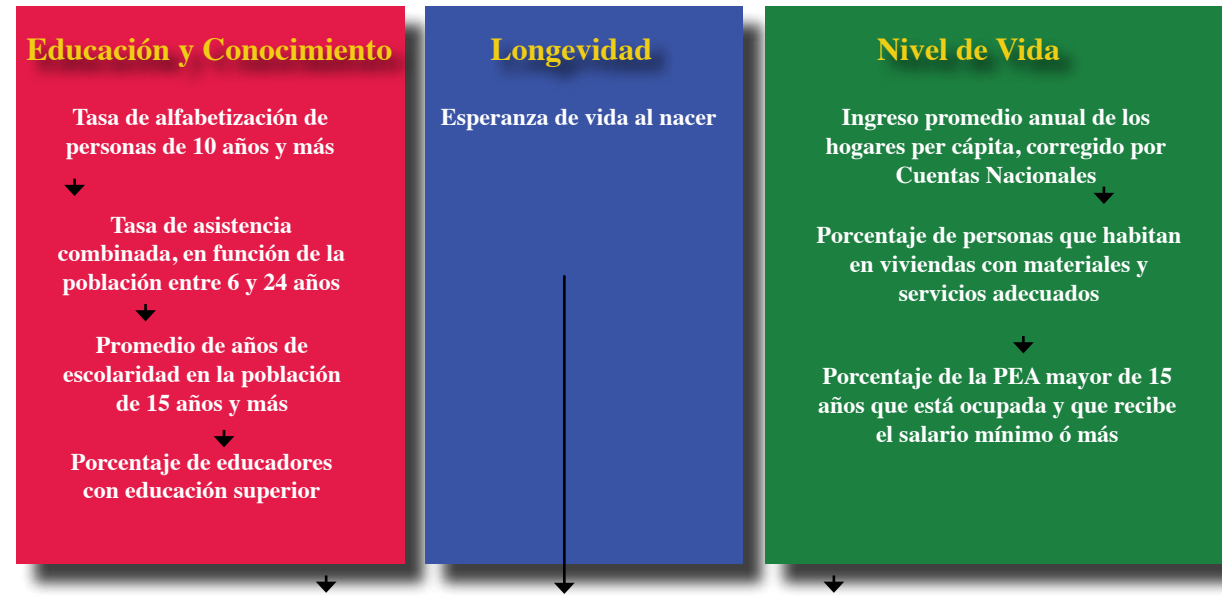 Educación y Conocimiento
Tasa de alfabetización de
personas de 10 años y más
Tasa de asistencia
combinada, en función de la
población entre 6 y 24 años
Promedio de años de
escolaridad en la población
de 15 años y más
Porcentaje de educadores
con educación superior
Longevidad
Esperanza de vida al nacer
Nivel de Vida
Ingreso promedio anual de los
hogares per cápita, corregido por
Cuentas Nacionales
Porcentaje de personas que habitan
en viviendas con materiales y
servicios adecuados
Porcentaje de la PEA mayor de 15
años que está ocupada y que recibe
el salario mínimo ó más